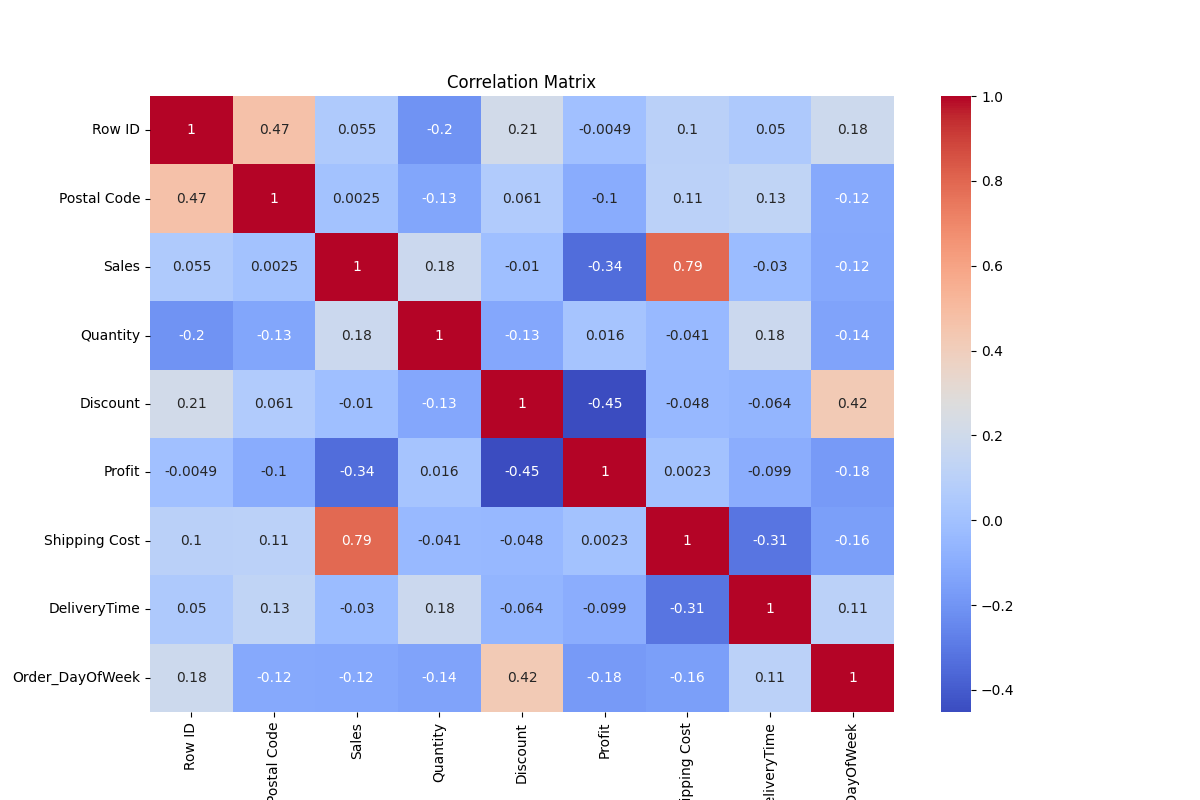 Correlation Matrix
Row ID 1 0.47 0.055 -0.2 0.21 -0.0049 0.1 0.05 0.18
Postal Code 0.47 1 0.0025 -0.13 0.061 -0.1 0.11 0.13 -0.12
Sales 0.055 0.0025 1 0.18 -0.01 -0.34 0.79 -0.03 -0.12
Quantity -0.2 -0.13 0.18 1 -0.13 0.016 -0.041 0.18 -0.14
Discount 0.21 0.061 -0.01 -0.13 1 -0.45 -0.048 -0.064 0.42
Profit -0.0049 -0.1 -0.34 0.016 -0.45 1 0.0023 -0.099 -0.18
Shipping Cost 0.1 0.11 0.79 -0.041 -0.048 0.0023 1 -0.31 -0.16
DeliveryTime 0.05 0.13 -0.03 0.18 -0.064 -0.099 -0.31 1 0.11
Order_DayOfWeek 0.18 -0.12 -0.12 -0.14 0.42 -0.18 -0.16 0.11 1
Row ID
Postal Code
Sales
Quantity
Discount
Profit
ipping Cost
eliveryTime
DayOfWeek
1.0
0.8
0.6
0.4
0.2
0.0
−0.2
−0.4